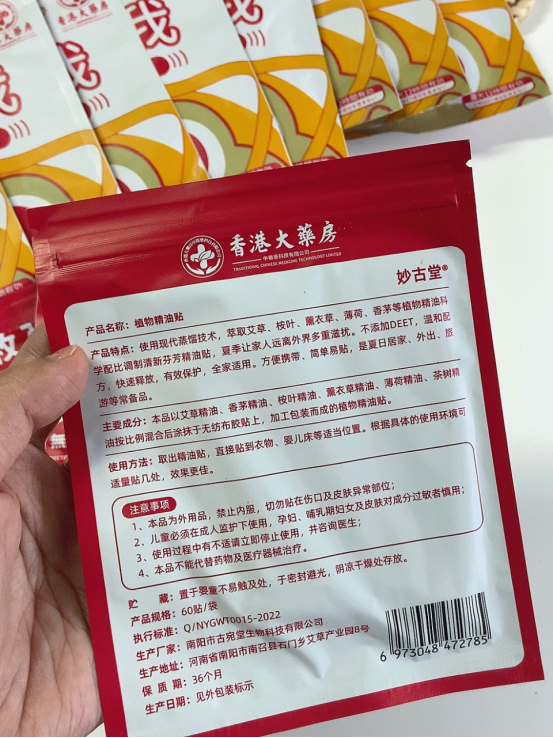 香港大藥房
香港大藥房
中醫藥科技有限公司
TRADITIONAL CHINESE MEDICINE TECHNOLOGY LIMITED
妙古堂®
产品名称：植物精油贴
产品特点：使用现代蒸馏技术，萃取艾草、桉叶、薰衣草、薄荷、香茅等植物精油科
学配比调制清新芬芳精油贴，夏季让家人远离外界多重滋扰。不添加DEET，温和配
方，快速释放，有效保护，全家适用。方便携带、简单易贴，是夏日居家、外出、旅
游等常备品。
主要成分：本品以艾草精油、香茅精油、桉叶精油、薰衣草精油、薄荷精油、茶树精
油按比例混合后涂抹于无纺布胶贴上，加工包装而成的植物精油贴。
使用方法：取出精油贴，直接贴到衣物、婴儿床等适当位置。根据具体的使用环境可
适量贴几处，效果更佳。
注意事项
1、本品为外用品，禁止内服，切勿贴在伤口及皮肤异常部位；
2、儿童必须在成人监护下使用，孕妇、哺乳期妇女及皮肤对成分过敏者慎用；
3、使用过程中有不适请立即停止使用，并咨询医生；
4、本品不能代替药物及医疗器械治疗。
贮 藏：置于婴童不易触及处，于密封避光，阴凉干燥处存放。
产品规格：60贴/袋
执行标准：Q/NYGWT0015-2022
生产厂家：南阳市古宛堂生物科技有限公司
生产地址：河南省南阳市南召县石门乡艾草产业园8号
保 质 期：36个月
生产日期：见外包装标示
6 973048 472785